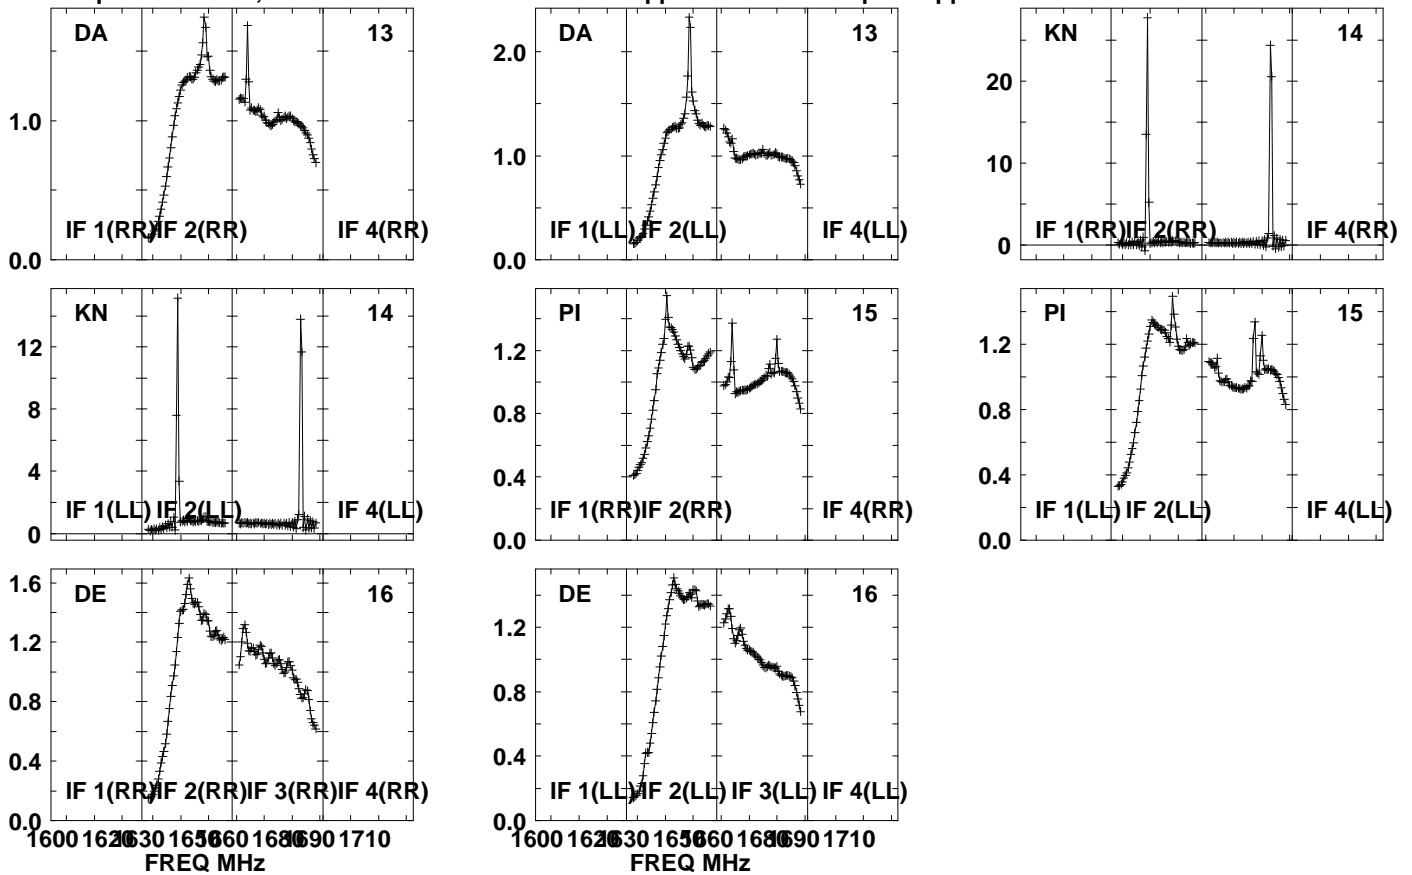 DA 13
DA 13
KN 14
1.0
0.0
IF 1(RR) IF 2(RR) IF 4(RR)
2.0
1.0
0.0
IF 1(LL) IF 2(LL) IF 4(LL)
20
10
0
IF 1(RR) IF 2(RR) IF 4(RR)
KN 14
PI 15
PI 15
12
8
4
0
IF 1(LL) IF 2(LL) IF 4(LL)
1.2
0.8
0.4
0.0
IF 1(RR) IF 2(RR) IF 4(RR)
1.2
0.8
0.4
0.0
IF 1(LL) IF 2(LL) IF 4(LL)
DE 16
DE 16
1.6
1.2
0.8
0.4
0.0
IF 1(RR) IF 2(RR) IF 3(RR) IF 4(RR)
1600 1620 1630 1650 1660 1680 1690 1710
FREQ MHz
1.2
0.8
0.4
0.0
IF 1(LL) IF 2(LL) IF 3(LL) IF 4(LL)
1600 1620 1630 1650 1660 1680 1690 1710
FREQ MHz